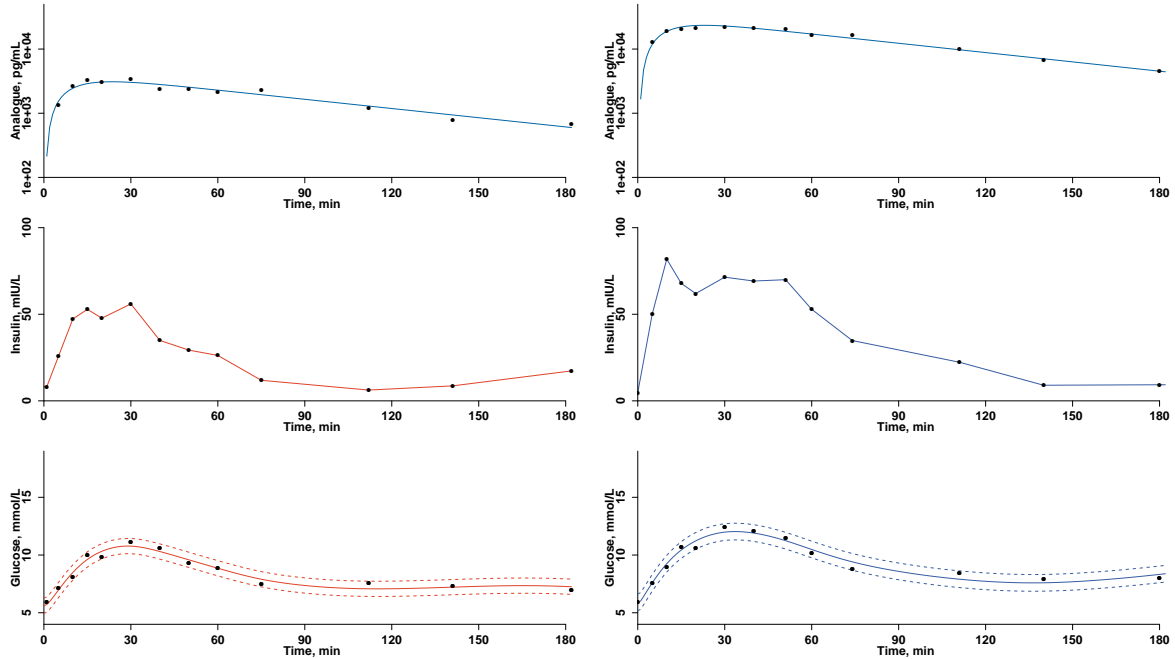 Analogue, pg/mL
1e+02 1e+03 1e+04
0 30 60 90 120 150 180
Time, min
Analogue, pg/mL
1e+02 1e+03 1e+04
0 30 60 90 120 150 180
Time, min
Insulin, mIU/L
0 50 100
0 30 60 90 120 150 180
Time, min
Insulin, mIU/L
0 50 100
0 30 60 90 120 150 180
Time, min
Glucose, mmol/L
5 10 15
0 30 60 90 120 150 180
Time, min
Glucose, mmol/L
5 10 15
0 30 60 90 120 150 180
Time, min